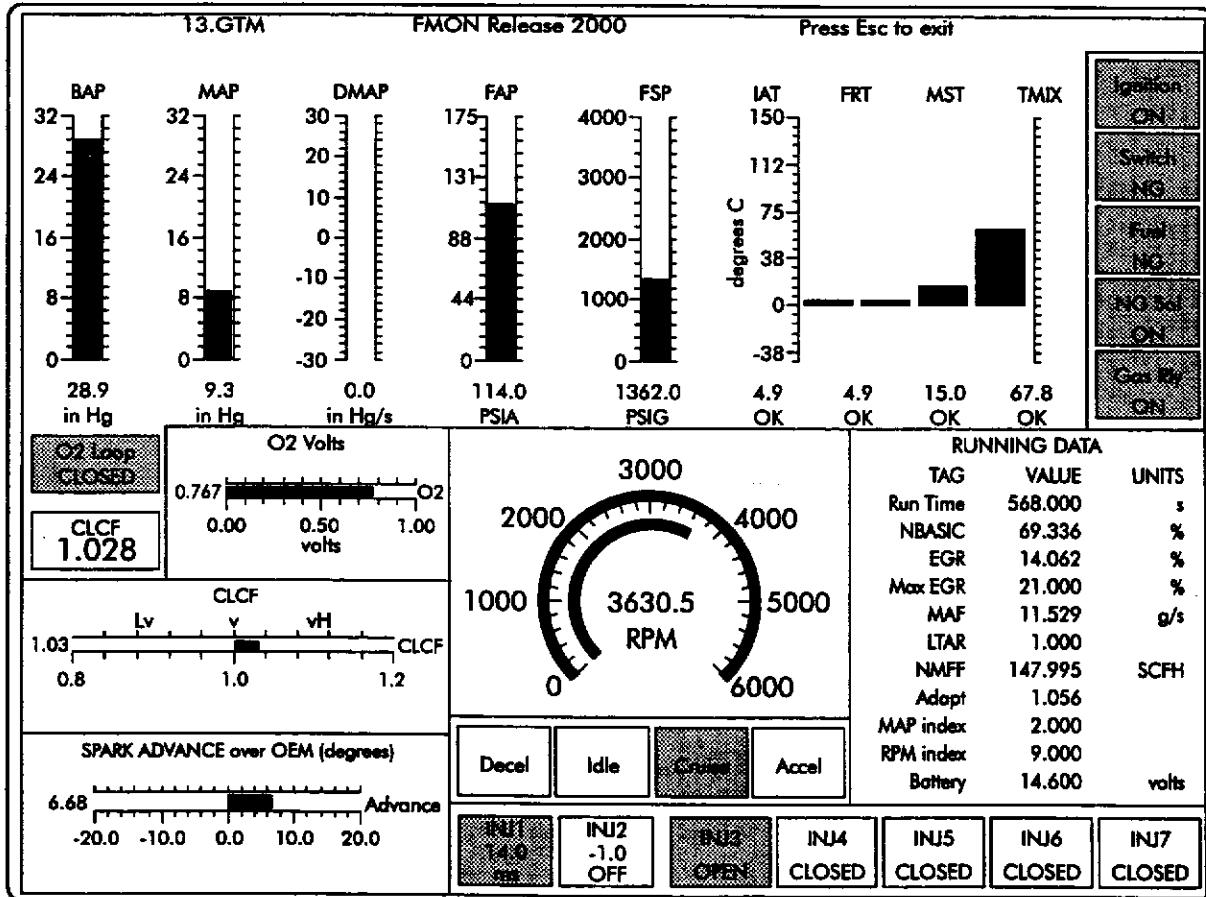 13.GTM FMON Release 2000 Press Esc to exit
BAP MAP DMAP FAP FSP IAT FRT MST TMIX
32 32 30 175 4000 150
24 24 20 131 3000 112
10 75
16 16 0 88 2000 38
-10
8 8 -20 44 1000 0
0 0 -30 0 0 -38
degrees C
28.9 9.3 0.0 114.0 1362.0 4.9 4.9 15.0 67.8
in Hg in Hg in Hg/s PSIA PSIG OK OK OK OK
Ignition
ON
Switch
NG
Fuel
NG
NG Sol
ON
Gas Rly
ON
O2 Loop
CLOSED
CLCF
1.028
O2 Volts
0.767 O2
0.00 0.50 1.00
volts
CLCF
Lv v vH
1.03 CLCF
0.8 1.0 1.2
SPARK ADVANCE over OEM (degrees)
6.68 Advance
-20.0 -10.0 0.0 10.0 20.0
3000
2000 4000
1000 5000
0 6000
3630.5
RPM
Decel Idle Cruise Accel
RUNNING DATA
TAG VALUE UNITS
Run Time 568.000 s
NBASIC 69.336 %
EGR 14.062 %
Max EGR 21.000 %
MAF 11.529 g/s
LTAR 1.000
NMFF 147.995 SCFH
Adapt 1.056
MAP index 2.000
RPM index 9.000
Battery 14.600 volts
INJ1 INJ2 INJ3 INJ4 INJ5 INJ6 INJ7
14.0 -1.0 OPEN CLOSED CLOSED CLOSED CLOSED
ms OFF